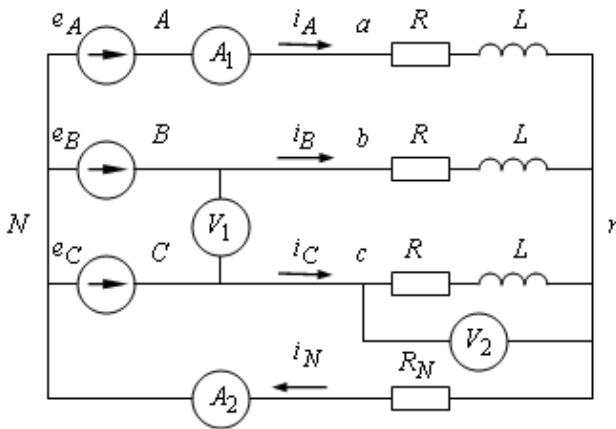 e_A A i_A a R L
A_1
e_B B i_B b R L
N V_1 n
e_C C i_C c R L
V_2
i_N R_N
A_2